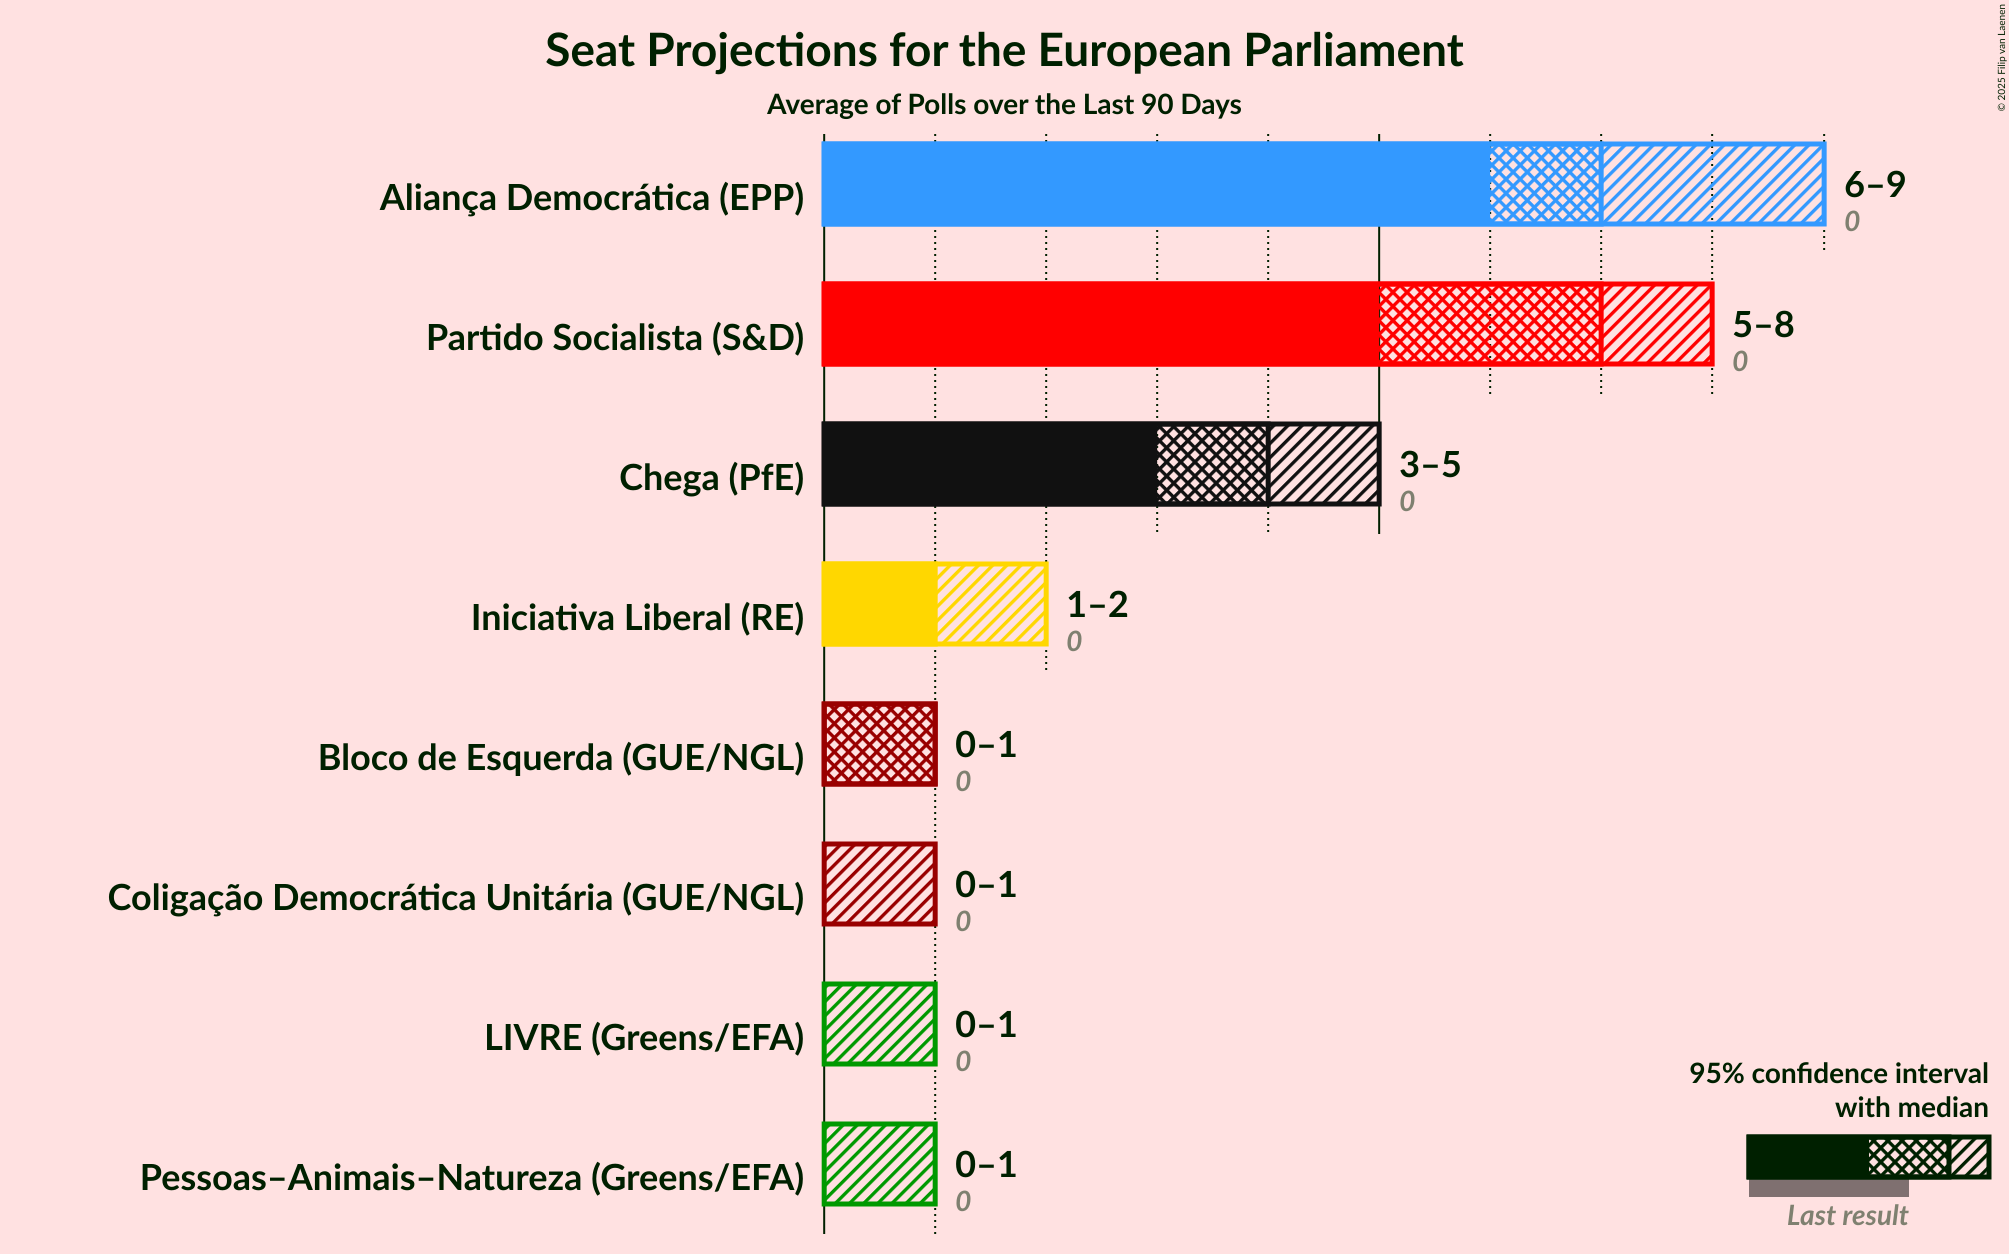 Seat Projections for the European Parliament
Average of Polls over the Last 90 Days
© 2025 Filip van Laenen
Aliança Democrática (EPP)
6–9
0
Partido Socialista (S&D)
5–8
0
Chega (PfE)
3–5
0
Iniciativa Liberal (RE)
1–2
0
Bloco de Esquerda (GUE/NGL)
0–1
0
Coligação Democrática Unitária (GUE/NGL)
0–1
0
LIVRE (Greens/EFA)
0–1
0
Pessoas–Animais–Natureza (Greens/EFA)
0–1
0
95% confidence interval
with median
Last result